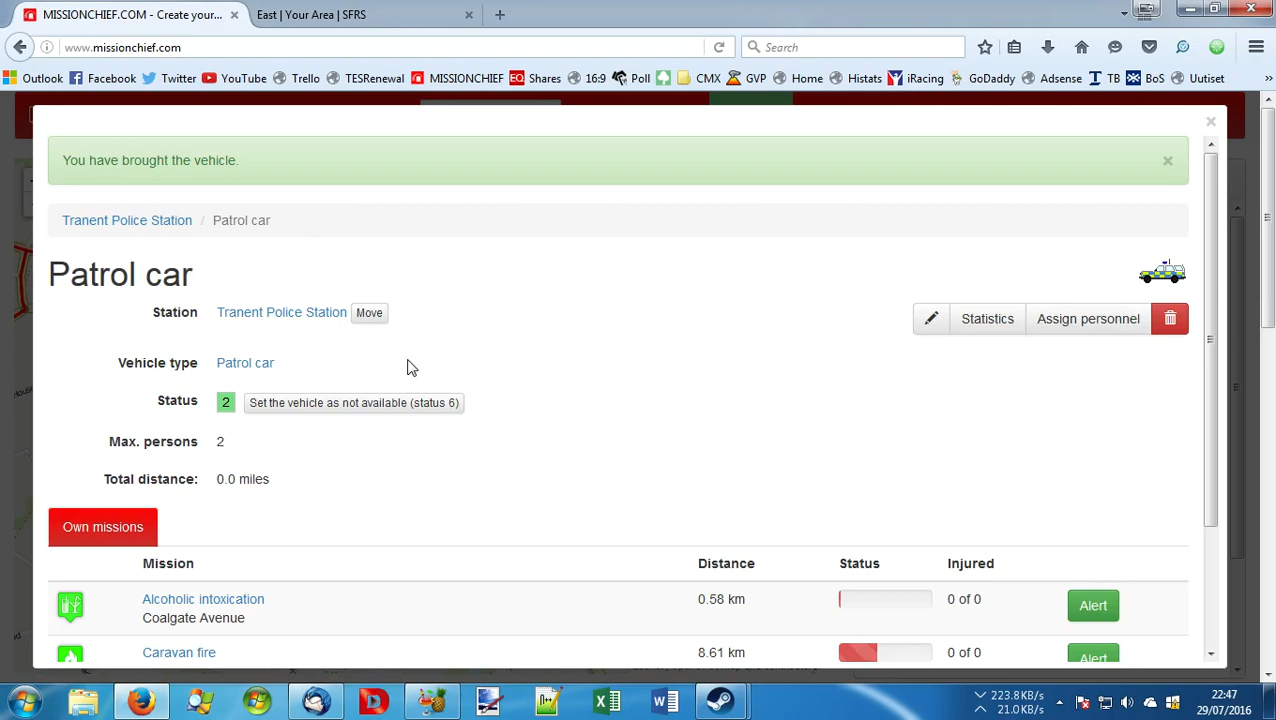 MISSIONCHIEF.COM - Create your...
East | Your Area | SFRS
www.missionchief.com
Search
Outlook Facebook Twitter YouTube Trello TESRenewal MISSIONCHIEF EQ Shares 16:9 Poll CMX GVP Home Histats iRacing GoDaddy Adsense TB BoS Uutiset »
You have brought the vehicle.
Tranent Police Station / Patrol car
Patrol car
Station Tranent Police Station Move
Statistics Assign personnel
Vehicle type Patrol car
Status 2 Set the vehicle as not available (status 6)
Max. persons 2
Total distance: 0.0 miles
Own missions
Mission Distance Status Injured
Alcoholic intoxication 0.58 km 0 of 0 Alert
Coalgate Avenue
Caravan fire 8.61 km 0 of 0 Alert
223.8KB/s
21.0KB/s
22:47
29/07/2016